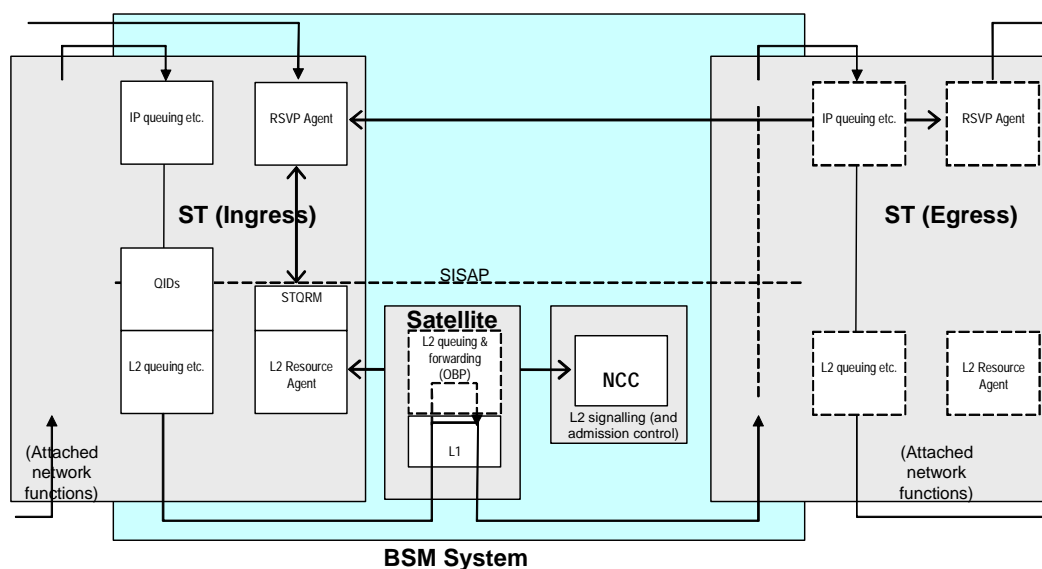 IP queuing etc.
RSVP Agent
IP queuing etc.
RSVP Agent
ST (Ingress)
ST (Egress)
SISAP
QIDs
STQRM
Satellite
L2 queuing etc.
L2 Resource
Agent
L2 queuing &
forwarding
(OBP)
NCC
L2 queuing etc.
L2 Resource
Agent
L2 signalling (and
admission control)
L1
(Attached
network
functions)
(Attached
network
functions)
BSM System